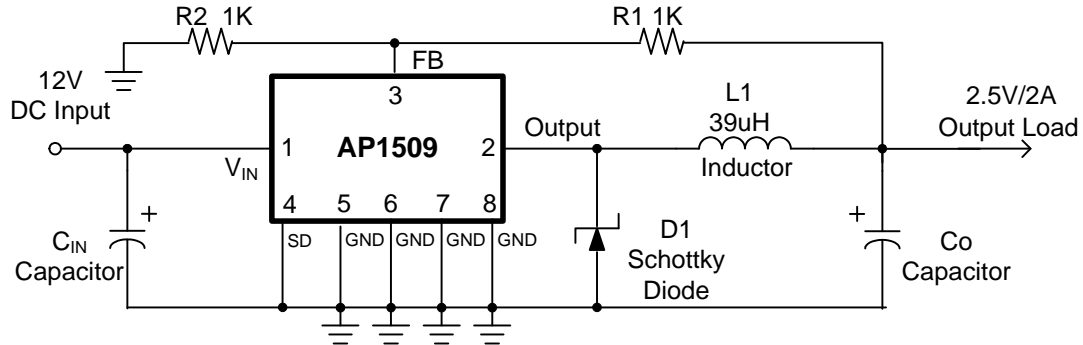 R2 1K
R1 1K
FB
12V
DC Input
3
L1
39uH
Inductor
2.5V/2A
Output Load
Output
1
AP1509
2
VIN
4 5 6 7 8
SD GND GND GND GND
+
CIN
Capacitor
D1
Schottky
Diode
+
Co
Capacitor